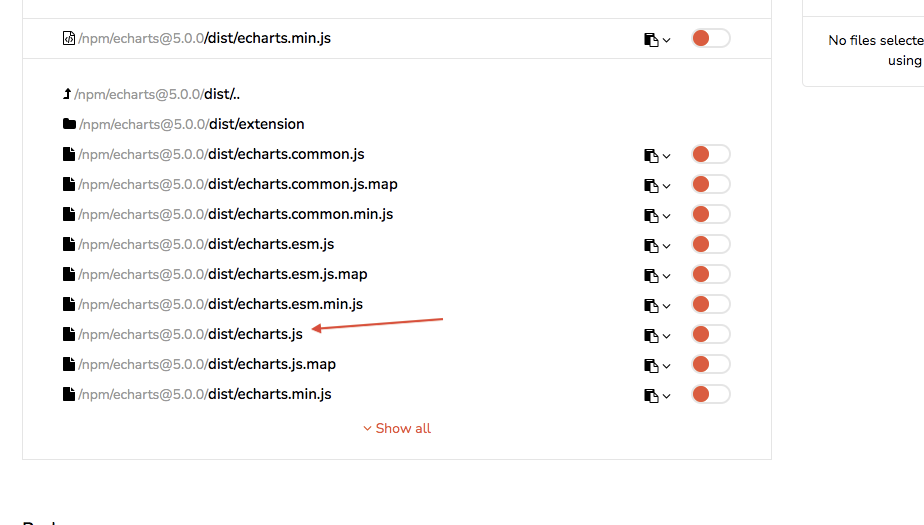 /npm/echarts@5.0.0/dist/echarts.min.js
No files selecte
using
/npm/echarts@5.0.0/dist/..
/npm/echarts@5.0.0/dist/extension
/npm/echarts@5.0.0/dist/echarts.common.js
/npm/echarts@5.0.0/dist/echarts.common.js.map
/npm/echarts@5.0.0/dist/echarts.common.min.js
/npm/echarts@5.0.0/dist/echarts.esm.js
/npm/echarts@5.0.0/dist/echarts.esm.js.map
/npm/echarts@5.0.0/dist/echarts.esm.min.js
/npm/echarts@5.0.0/dist/echarts.js
/npm/echarts@5.0.0/dist/echarts.js.map
/npm/echarts@5.0.0/dist/echarts.min.js
Show all